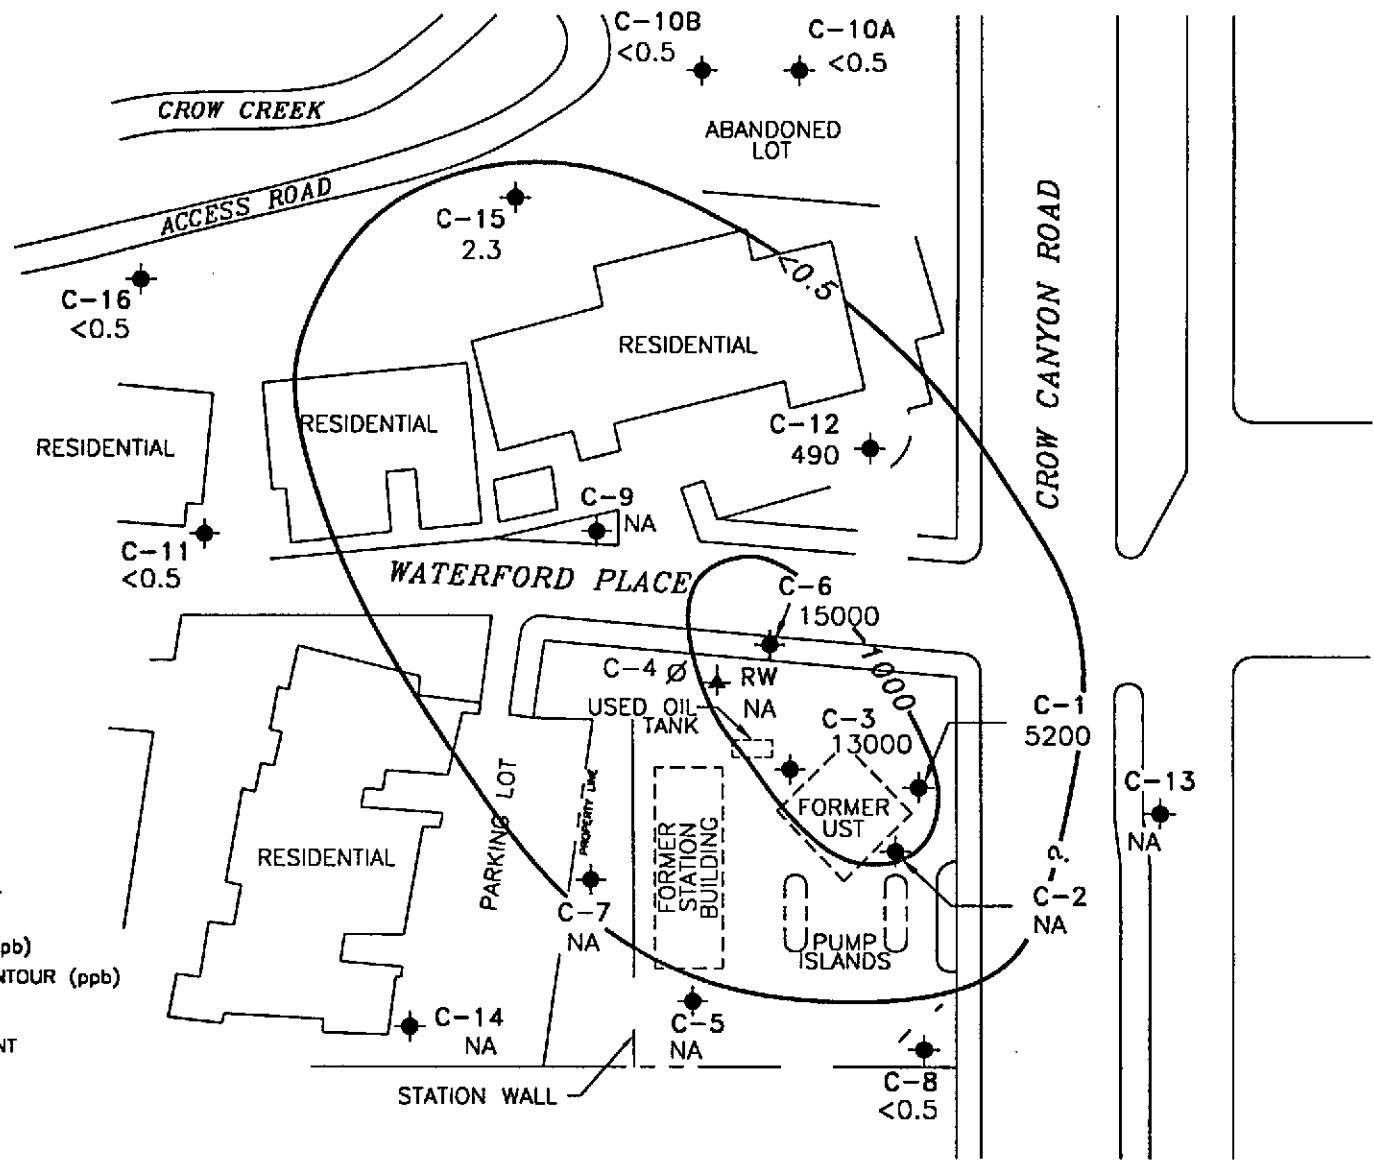 C-10B
<0.5
C-10A
<0.5
CROW CREEK
ABANDONED
LOT
ACCESS ROAD
C-15
2.3
CROW CANYON ROAD
<0.5
C-16
<0.5
RESIDENTIAL
RESIDENTIAL
RESIDENTIAL
C-12
490
C-9
NA
C-11
<0.5
WATERFORD PLACE
C-6
15000
1000
C-4 Ø
RW
NA
USED OIL
TANK
C-3
13000
C-1
5200
C-13
NA
PARKING LOT
PROPERTY LINE
FORMER
STATION
BUILDING
FORMER
UST
RESIDENTIAL
?
C-2
NA
C-7
NA
PUMP
ISLANDS
pb)
NTOUR (ppb)
NT
C-14
NA
C-5
NA
C-8
<0.5
STATION WALL